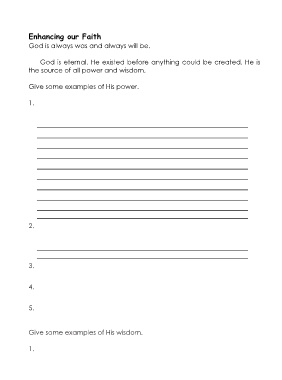 Enhancing our Faith
God is always was and always will be.
God is eternal. He existed before anything could be created. He is
the source of all power and wisdom.
Give some examples of His power.
1.
2.
3.
4.
5.
Give some examples of His wisdom.
1.